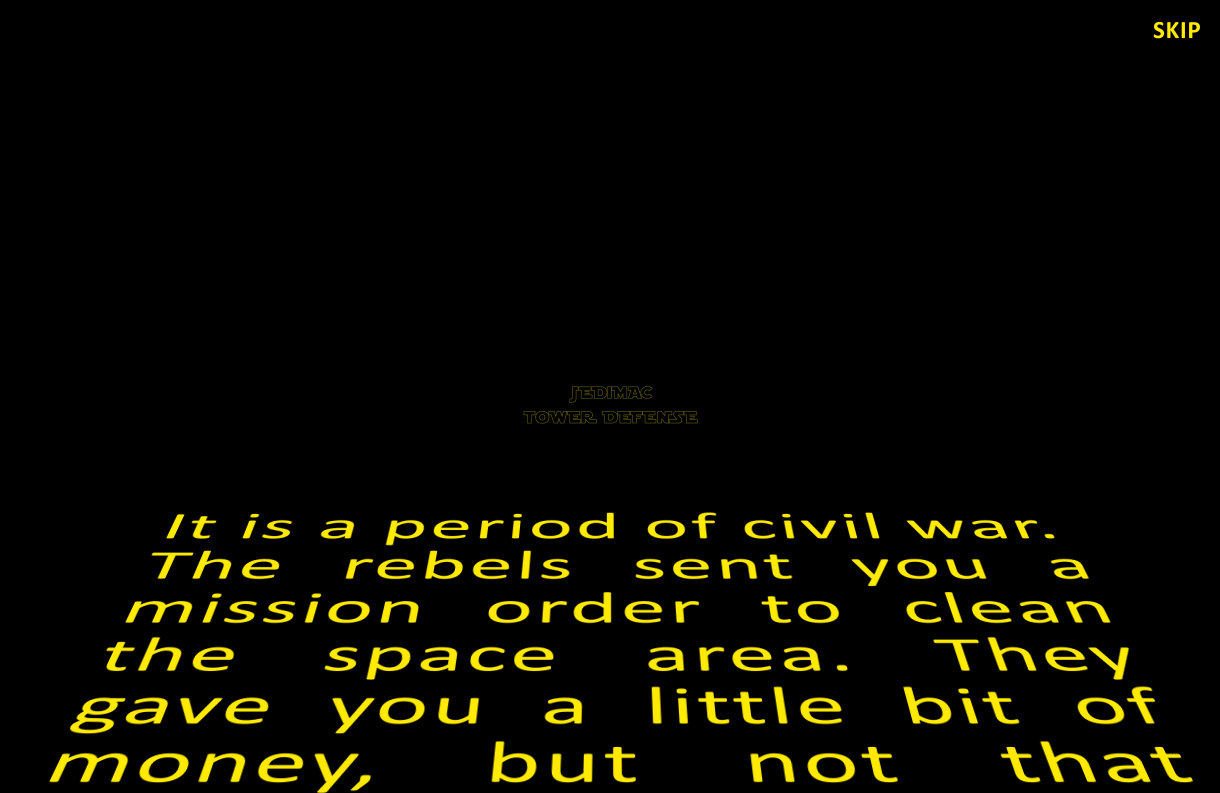 SKIP
JEDIMAC
TOWER DEFENSE
It is a period of civil war.
The rebels sent you a
mission order to clean
the space area. They
gave you a little bit of
money, but not that